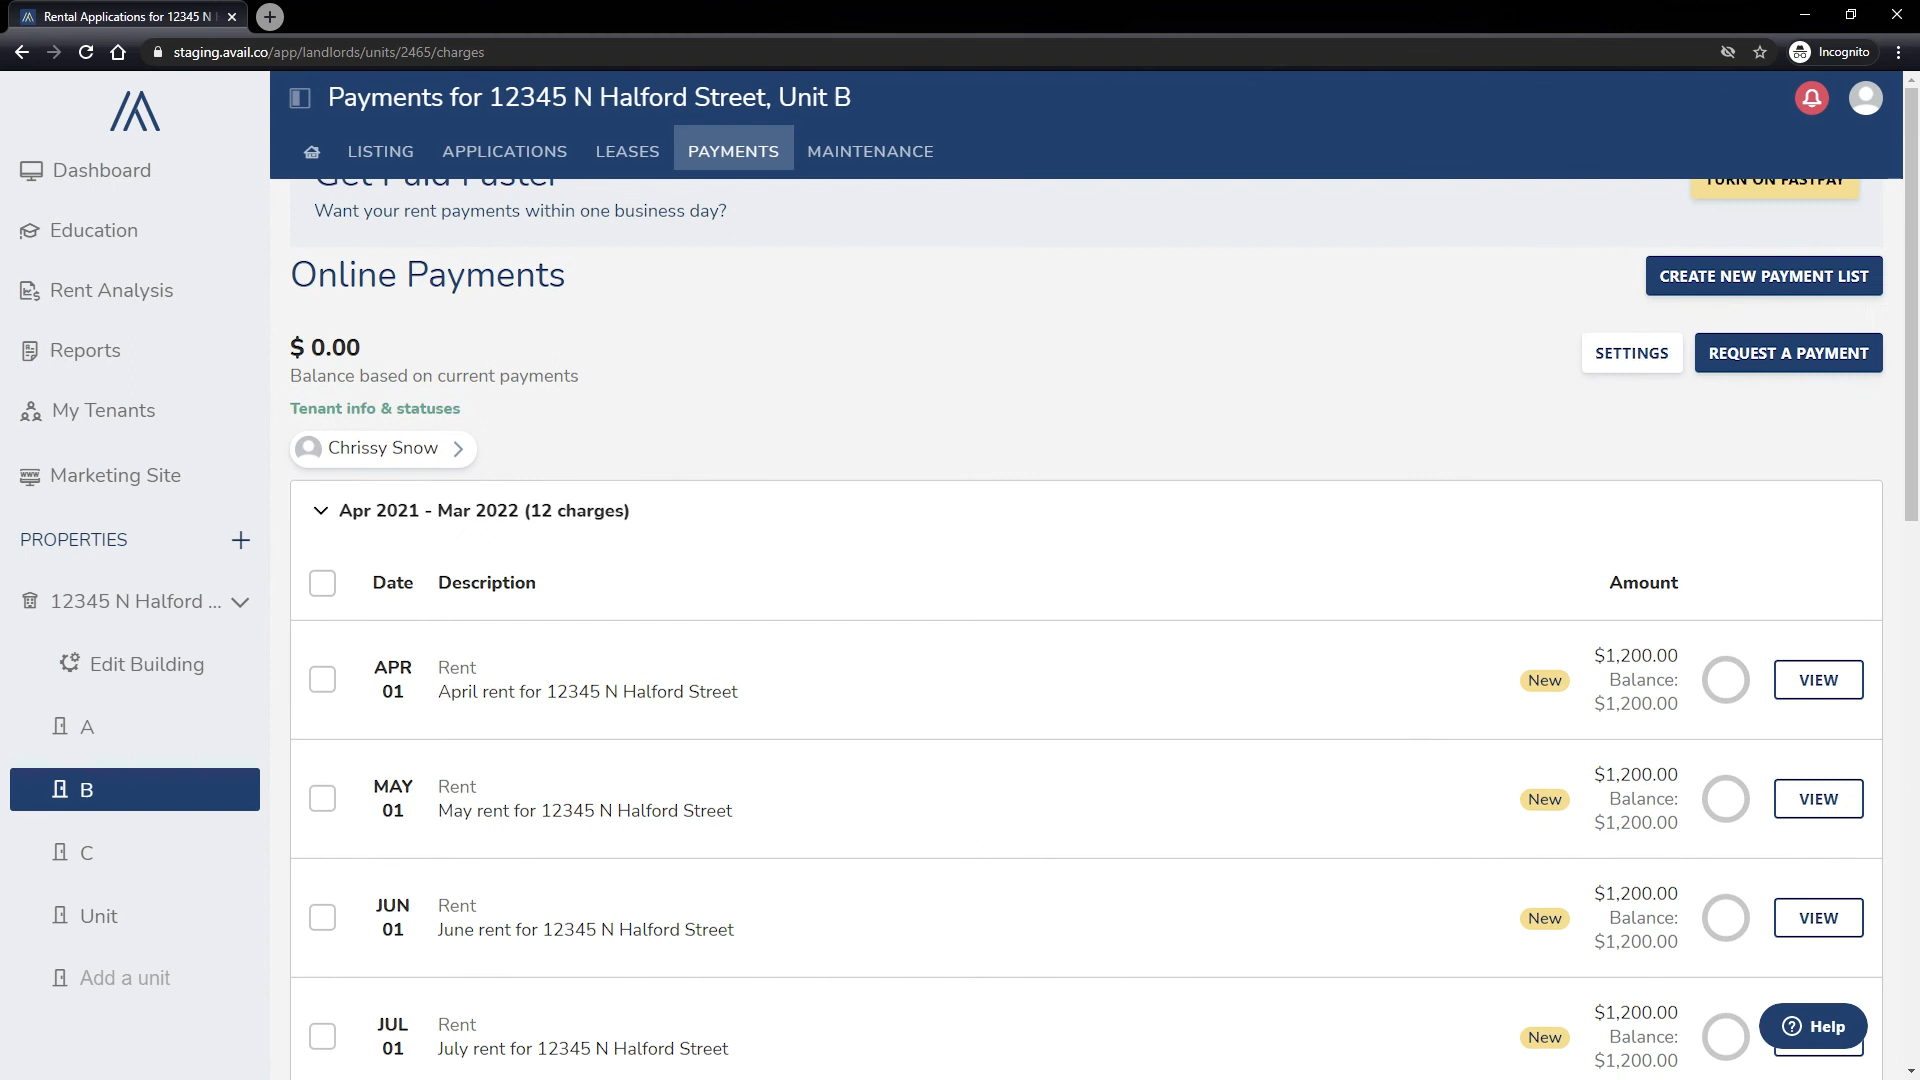 Rental Applications for 12345 N
staging.avail.co/app/landlords/units/2465/charges
Incognito
Payments for 12345 N Halford Street, Unit B
LISTING
APPLICATIONS
LEASES
PAYMENTS
MAINTENANCE
Dashboard
Education
Rent Analysis
Reports
My Tenants
www
Marketing Site
PROPERTIES
12345 N Halford ...
Edit Building
A
B
C
Unit
Add a unit
Get Paid Faster
TURN ON FASTPAY
Want your rent payments within one business day?
Online Payments
CREATE NEW PAYMENT LIST
$ 0.00
Balance based on current payments
SETTINGS
REQUEST A PAYMENT
Tenant info & statuses
Chrissy Snow
Apr 2021 - Mar 2022 (12 charges)
Date
Description
Amount
APR
01
Rent
April rent for 12345 N Halford Street
New
$1,200.00
Balance:
$1,200.00
VIEW
MAY
01
Rent
May rent for 12345 N Halford Street
New
$1,200.00
Balance:
$1,200.00
VIEW
JUN
01
Rent
June rent for 12345 N Halford Street
New
$1,200.00
Balance:
$1,200.00
VIEW
JUL
01
Rent
July rent for 12345 N Halford Street
New
$1,200.00
Balance:
$1,200.00
? Help